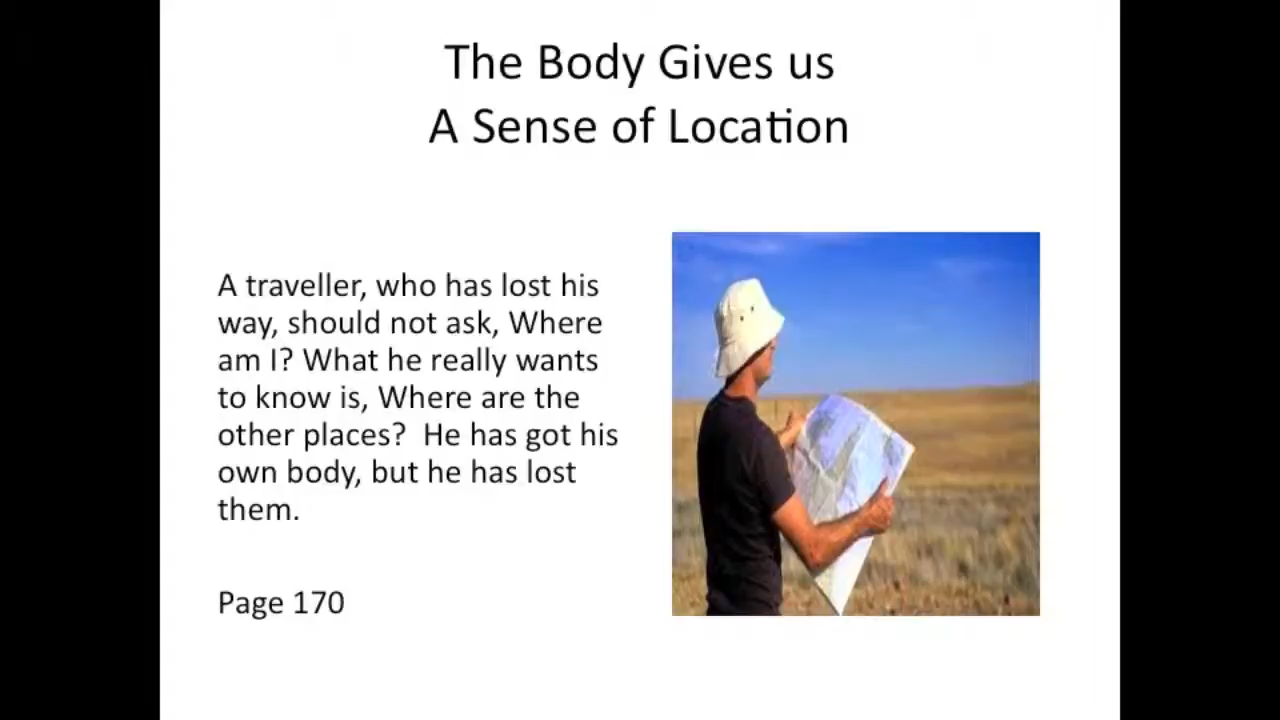 The Body Gives us
A Sense of Location
A traveller, who has lost his
way, should not ask, Where
am I? What he really wants
to know is, Where are the
other places?  He has got his
own body, but he has lost
them.
Page 170